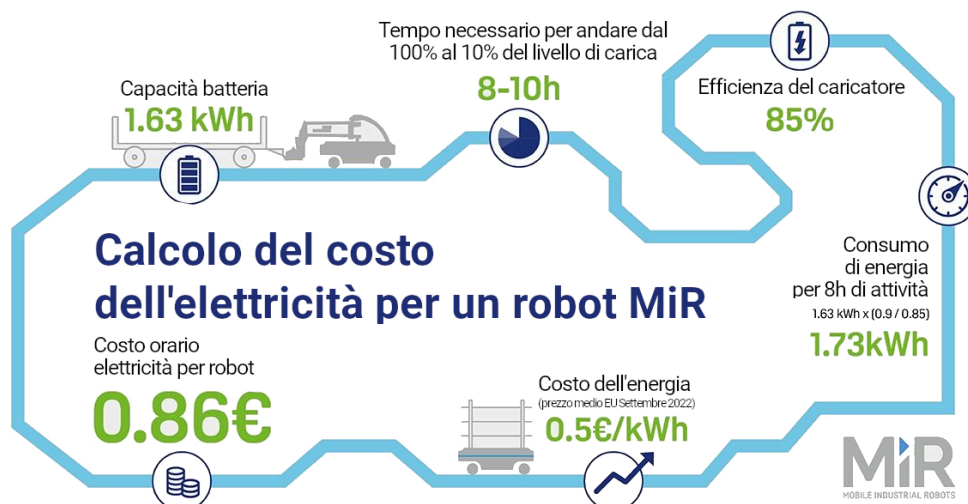 Tempo necessario per andare dal
100% al 10% del livello di carica
8-10h
Capacità batteria
1.63 kWh
Efficienza del caricatore
85%
Calcolo del costo
dell'elettricità per un robot MiR
Consumo
di energia
per 8h di attività
1.63 kWh x (0.9 / 0.85)
1.73kWh
Costo orario
elettricità per robot
0.86€
Costo dell'energia
(prezzo medio EU Settembre 2022)
0.5€/kWh
MiR
MOBILE INDUSTRIAL ROBOTS